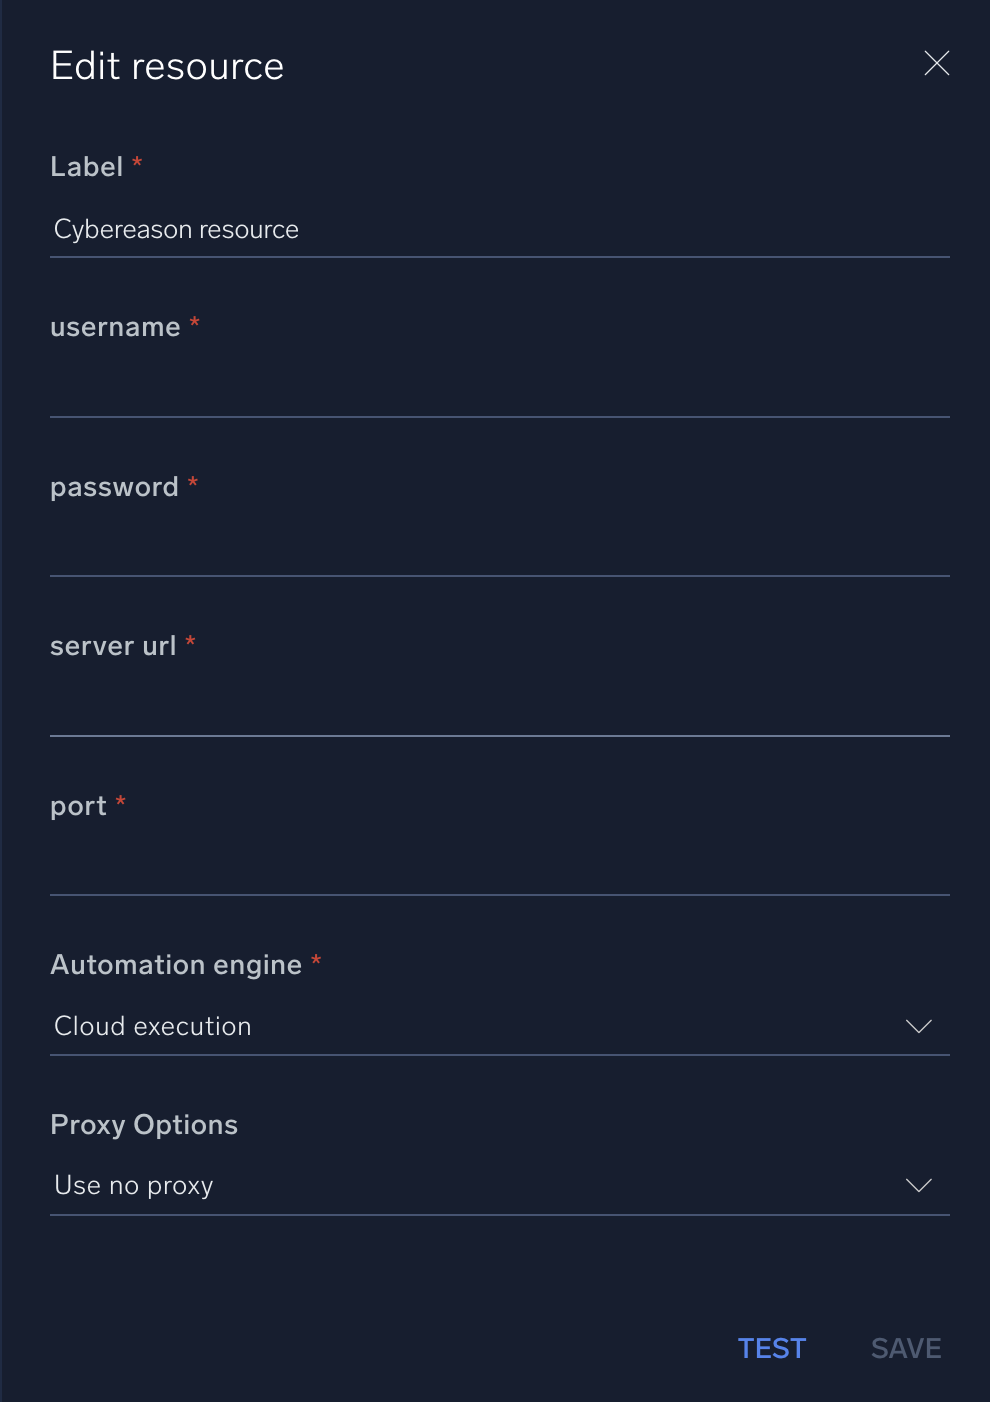 Edit resource
Label *
Cybereason resource
username *
password *
server url *
port *
Automation engine *
Cloud execution
Proxy Options
Use no proxy
TEST SAVE